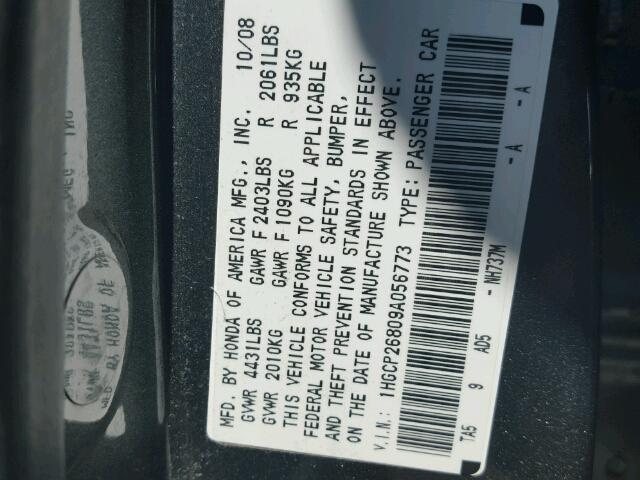 MFD. BY HONDA OF AMERICA MFG., INC. 10/08
GVWR 4431LBS GAWR F 2403LBS R 2061LBS
GVWR 2010KG GAWR F 1090KG R 935KG
THIS VEHICLE CONFORMS TO ALL APPLICABLE
FEDERAL MOTOR VEHICLE SAFETY, BUMPER,
AND THEFT PREVENTION STANDARDS IN EFFECT
ON THE DATE OF MANUFACTURE SHOWN ABOVE.
V.I.N.: 1HGCP26809A056773 TYPE: PASSENGER CAR
TA5 9 AD5 - NH737M - A - A